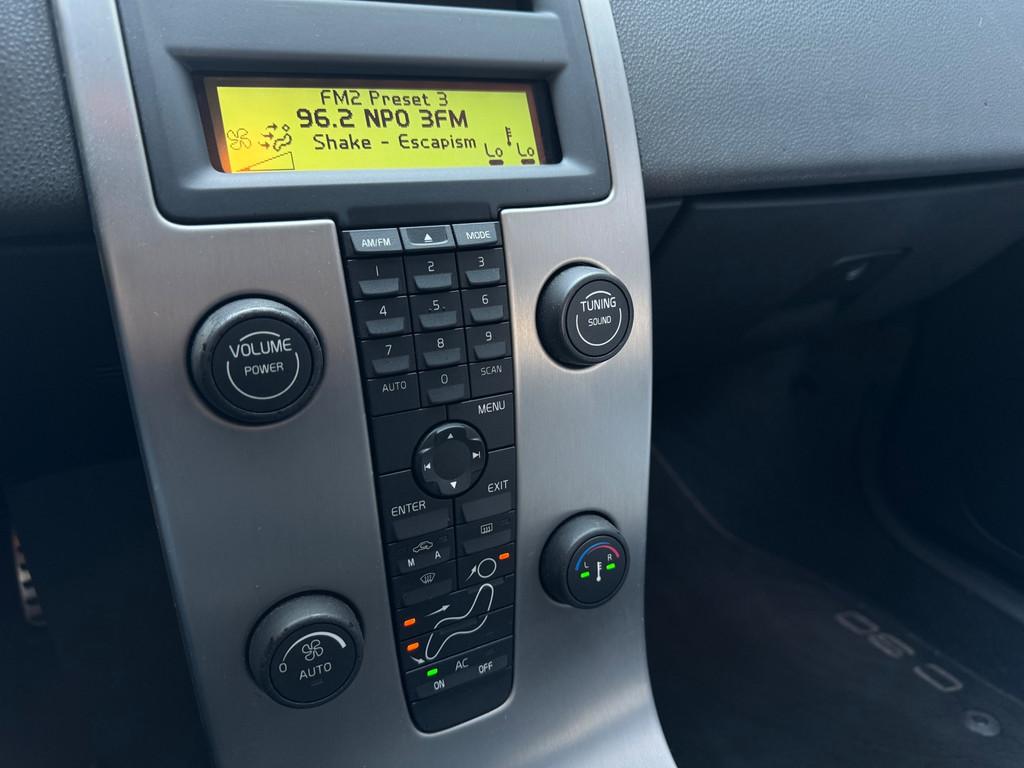 FM2 Preset 3
96.2 NPO 3FM
Shake - Escapism
Lo Lo
AM/FM MODE
1 2 3
4 5 6
7 8 9
AUTO 0 SCAN
VOLUME
POWER
TUNING
SOUND
MENU
ENTER EXIT
M A
L R
0 AUTO
AC
ON OFF